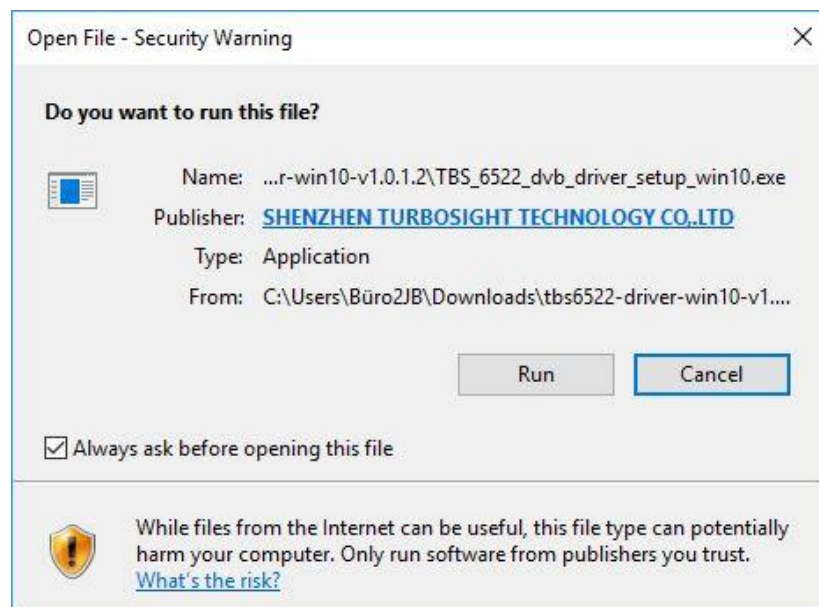 Open File - Security Warning
Do you want to run this file?
Name: ...r-win10-v1.0.1.2\TBS_6522_dvb_driver_setup_win10.exe
Publisher: SHENZHEN TURBOSIGHT TECHNOLOGY CO,.LTD
Type: Application
From: C:\Users\Büro2JB\Downloads\tbs6522-driver-win10-v1....
Run Cancel
Always ask before opening this file
While files from the Internet can be useful, this file type can potentially
harm your computer. Only run software from publishers you trust.
What's the risk?